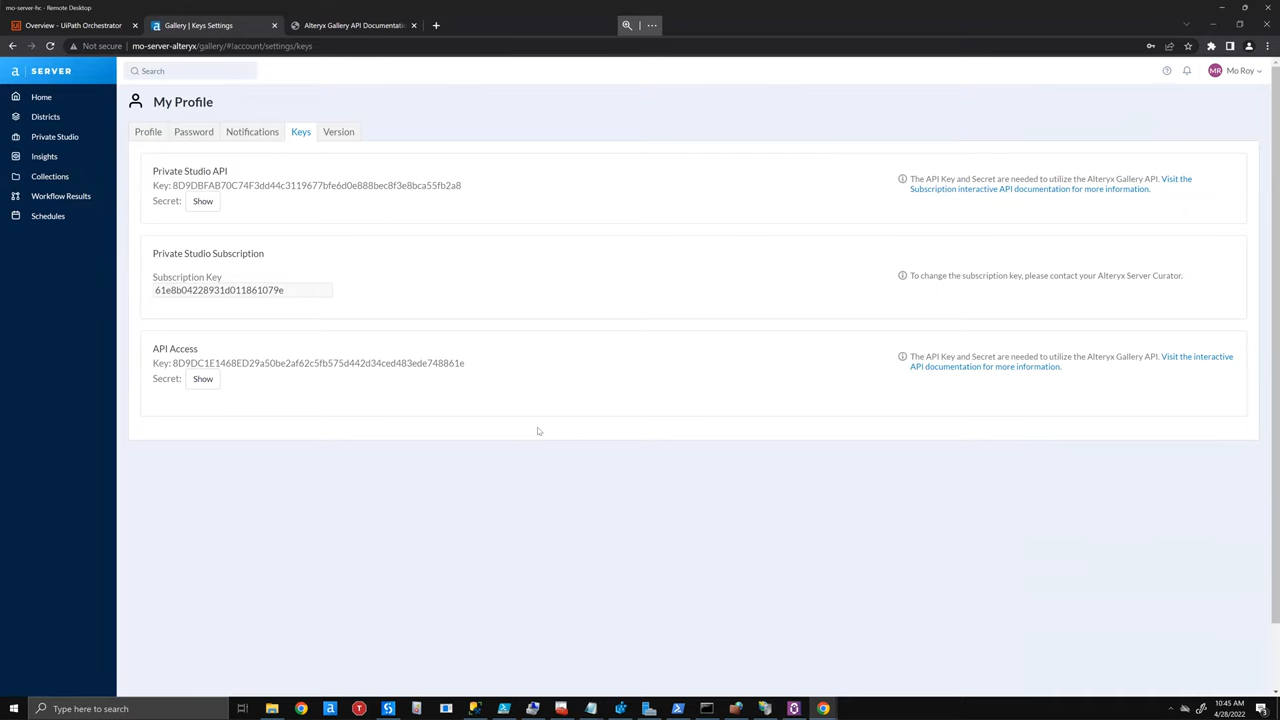 mo-server-hc - Remote Desktop
Overview - UiPath Orchestrator
Gallery | Keys Settings
Alteryx Gallery API Documentatio
Not secure
mo-server-alteryx/gallery/#!account/settings/keys
a SERVER
Search
MR Mo Roy
Home
Districts
Private Studio
Insights
Collections
Workflow Results
Schedules
My Profile
Profile Password Notifications Keys Version
Private Studio API
Key: 8D9DBFAB70C74F3dd44c3119677bfe6d0e888bec8f3e8bca55fb2a8
Secret: Show
The API Key and Secret are needed to utilize the Alteryx Gallery API. Visit the
Subscription interactive API documentation for more information.
Private Studio Subscription
Subscription Key
61e8b04228931d011861079e
To change the subscription key, please contact your Alteryx Server Curator.
API Access
Key: 8D9DC1E1468ED29a50be2af62c5fb575d442d34ced483ede748861e
Secret: Show
The API Key and Secret are needed to utilize the Alteryx Gallery API. Visit the interactive
API documentation for more information.
Type here to search
10:45 AM
4/28/2022